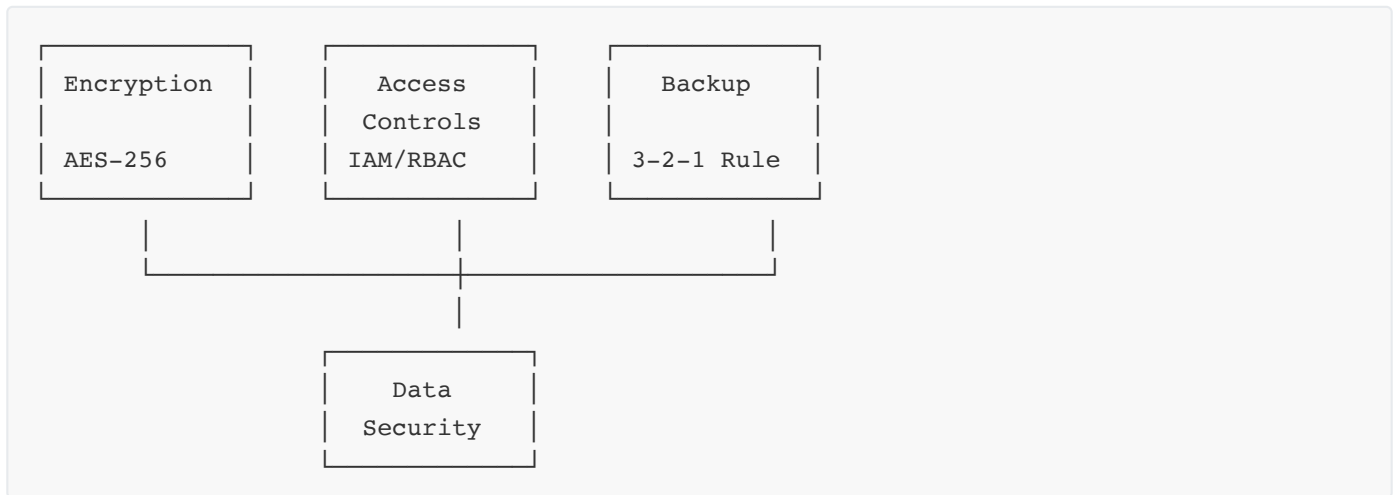 Encryption Access Backup
Controls
AES-256 IAM/RBAC 3-2-1 Rule
Data
Security